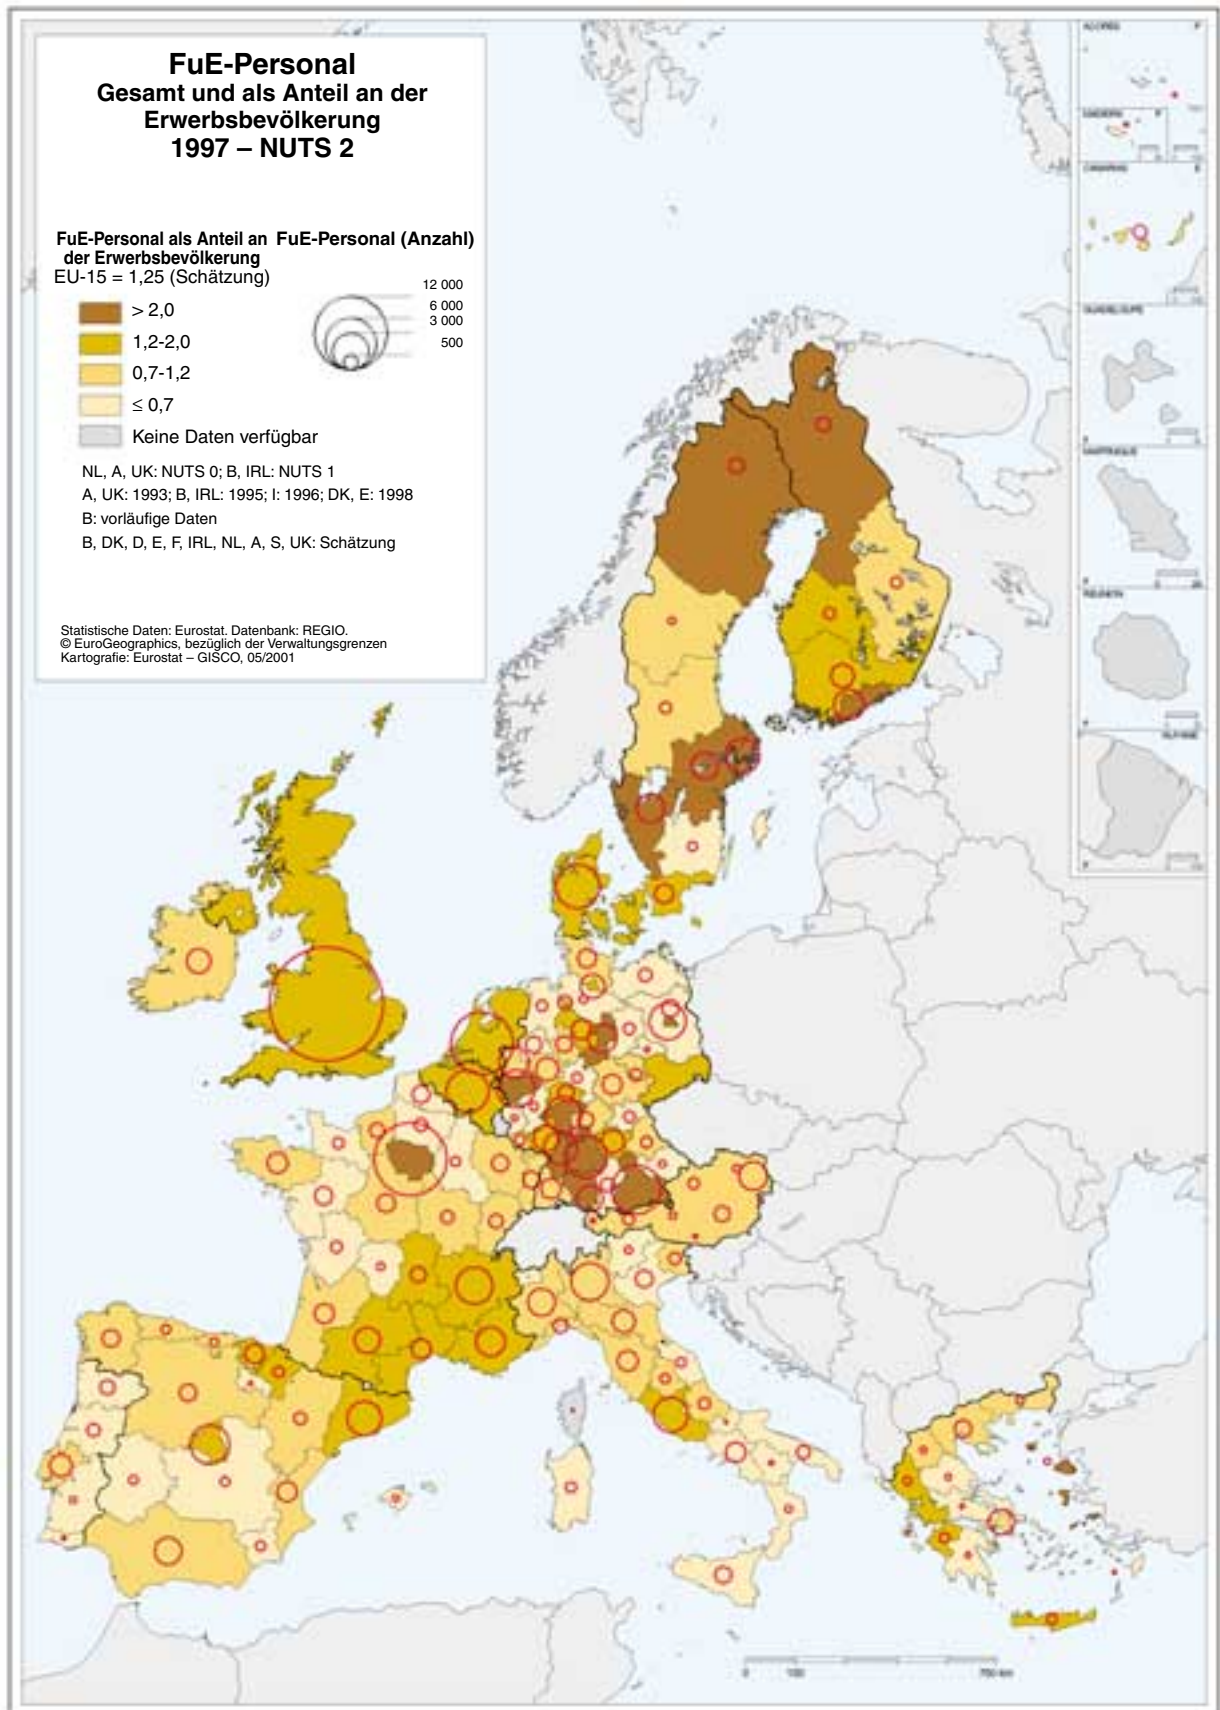 FuE-Personal
Gesamt und als Anteil an der
Erwerbsbevölkerung
1997 – NUTS 2
FuE-Personal als Anteil an
der Erwerbsbevölkerung
EU-15 = 1,25 (Schätzung)
> 2,0
1,2-2,0
0,7-1,2
≤ 0,7
Keine Daten verfügbar
FuE-Personal (Anzahl)
12 000
6 000
3 000
500
NL, A, UK: NUTS 0; B, IRL: NUTS 1
A, UK: 1993; B, IRL: 1995; I: 1996; DK, E: 1998
B: vorläufige Daten
B, DK, D, E, F, IRL, NL, A, S, UK: Schätzung
Statistische Daten: Eurostat. Datenbank: REGIO.
© EuroGeographics, bezüglich der Verwaltungsgrenzen
Kartografie: Eurostat – GISCO, 05/2001
GUADELOUPE
MARTINIQUE